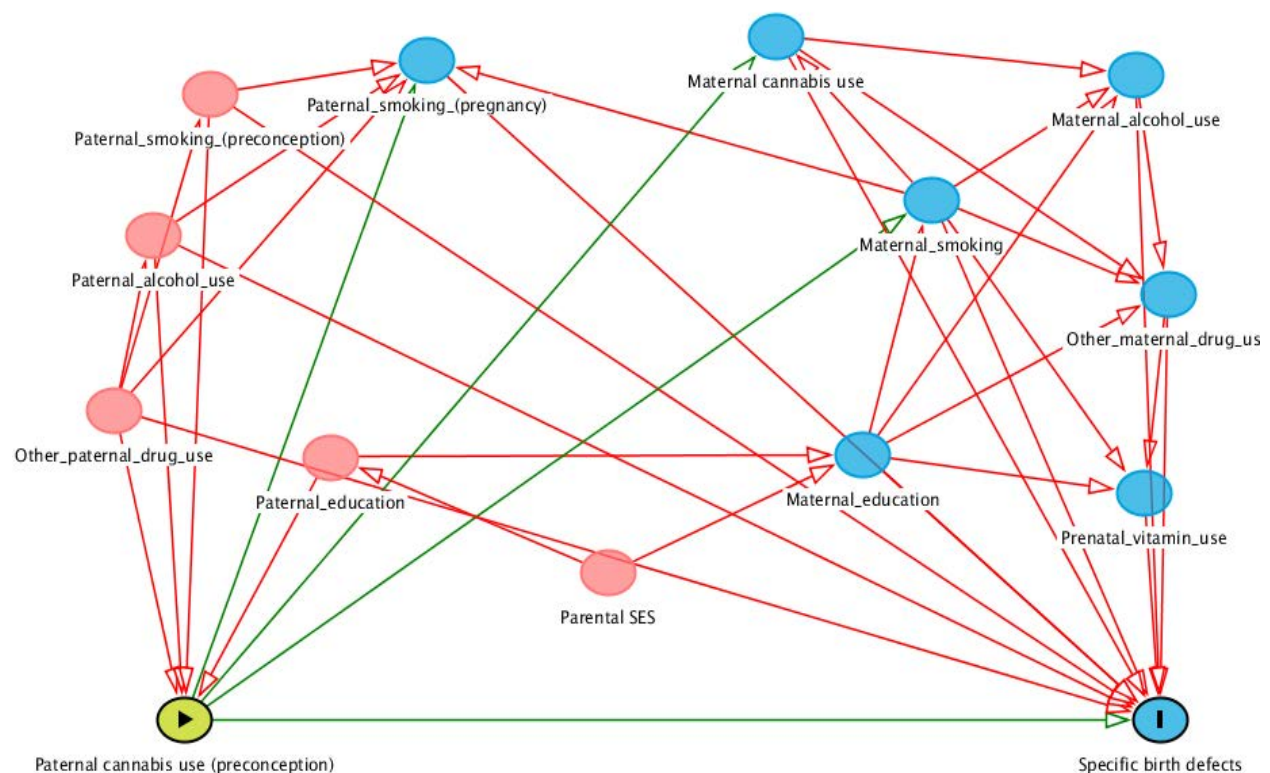 Maternal cannabis use
Paternal_smoking_(pregnancy)
Maternal_alcohol_use
Paternal_smoking_(preconception)
Maternal_smoking
Paternal_alcohol_use
Other_maternal_drug_us
Other_paternal_drug_use
Paternal_education
Maternal_education
Prenatal_vitamin_use
Parental SES
Paternal cannabis use (preconception)
Specific birth defects